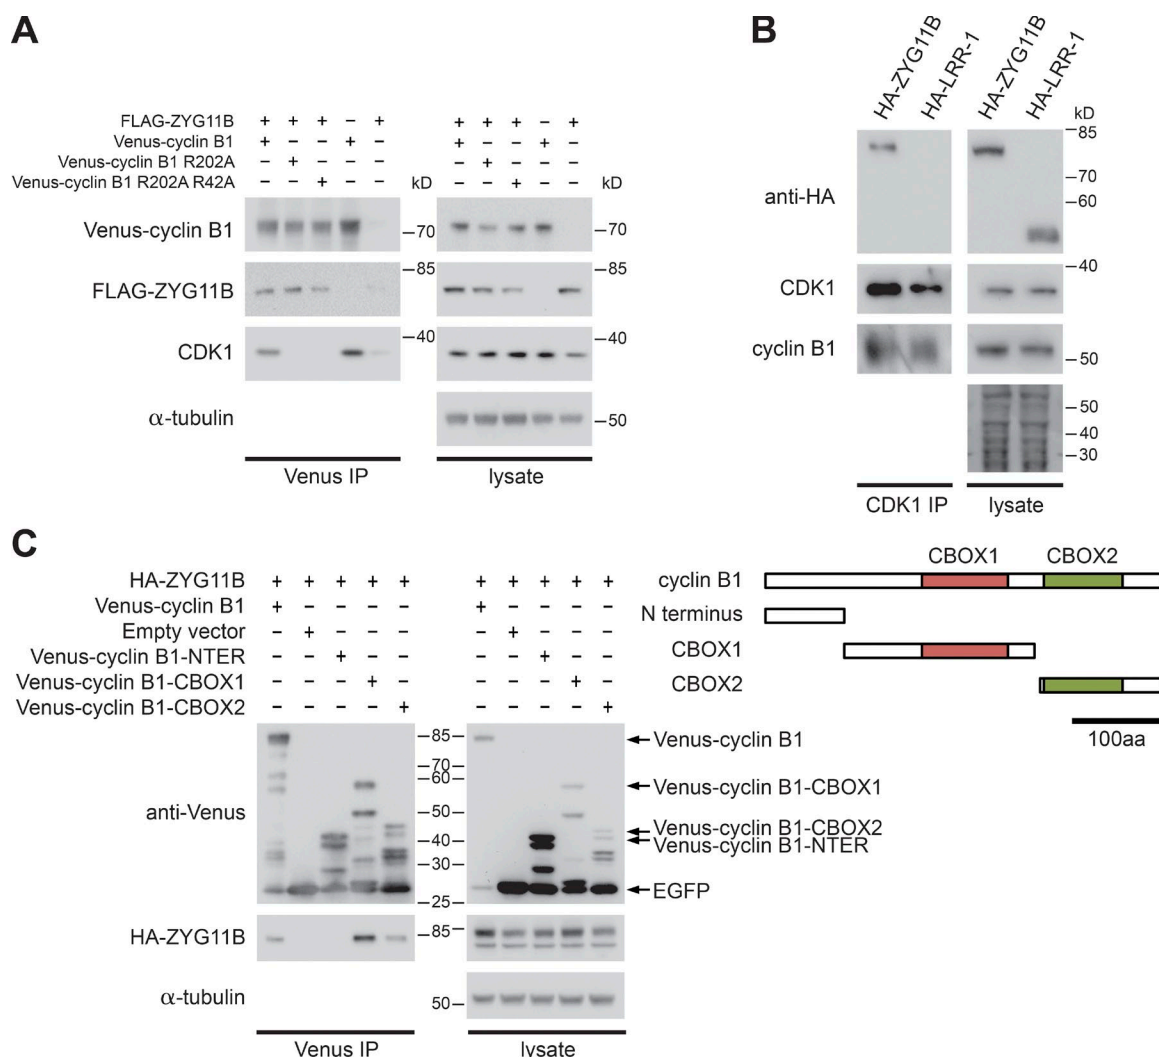 A
FLAG-ZYG11B + + + − + + + + − +
Venus-cyclin B1 + − − + − + − − + −
Venus-cyclin B1 R202A − + − − − − + − − −
Venus-cyclin B1 R202A R42A − − + − − kD − − + − − kD
Venus-cyclin B1 −70 −70
FLAG-ZYG11B −85 −85
CDK1 −40 −40
α-tubulin −50
Venus IP lysate
B
HA-ZYG11B HA-LRR-1 HA-ZYG11B HA-LRR-1 kD
anti-HA −85
−70
−60
CDK1 −40
cyclin B1 −50
−50
−40
−30
CDK1 IP lysate
C
HA-ZYG11B + + + + + + + + + +
Venus-cyclin B1 + − − − − + − − − −
Empty vector − + − − − − + − − −
Venus-cyclin B1-NTER − − + − − − − + − −
Venus-cyclin B1-CBOX1 − − − + − − − − + −
Venus-cyclin B1-CBOX2 − − − − + − − − − +
anti-Venus
−85−
−70−
−60−
−50−
−40−
−30−
25−
Venus-cyclin B1
Venus-cyclin B1-CBOX1
Venus-cyclin B1-CBOX2
Venus-cyclin B1-NTER
EGFP
HA-ZYG11B −85−
α-tubulin 50−
Venus IP lysate
CBOX1 CBOX2
cyclin B1
N terminus
CBOX1
CBOX2
100aa